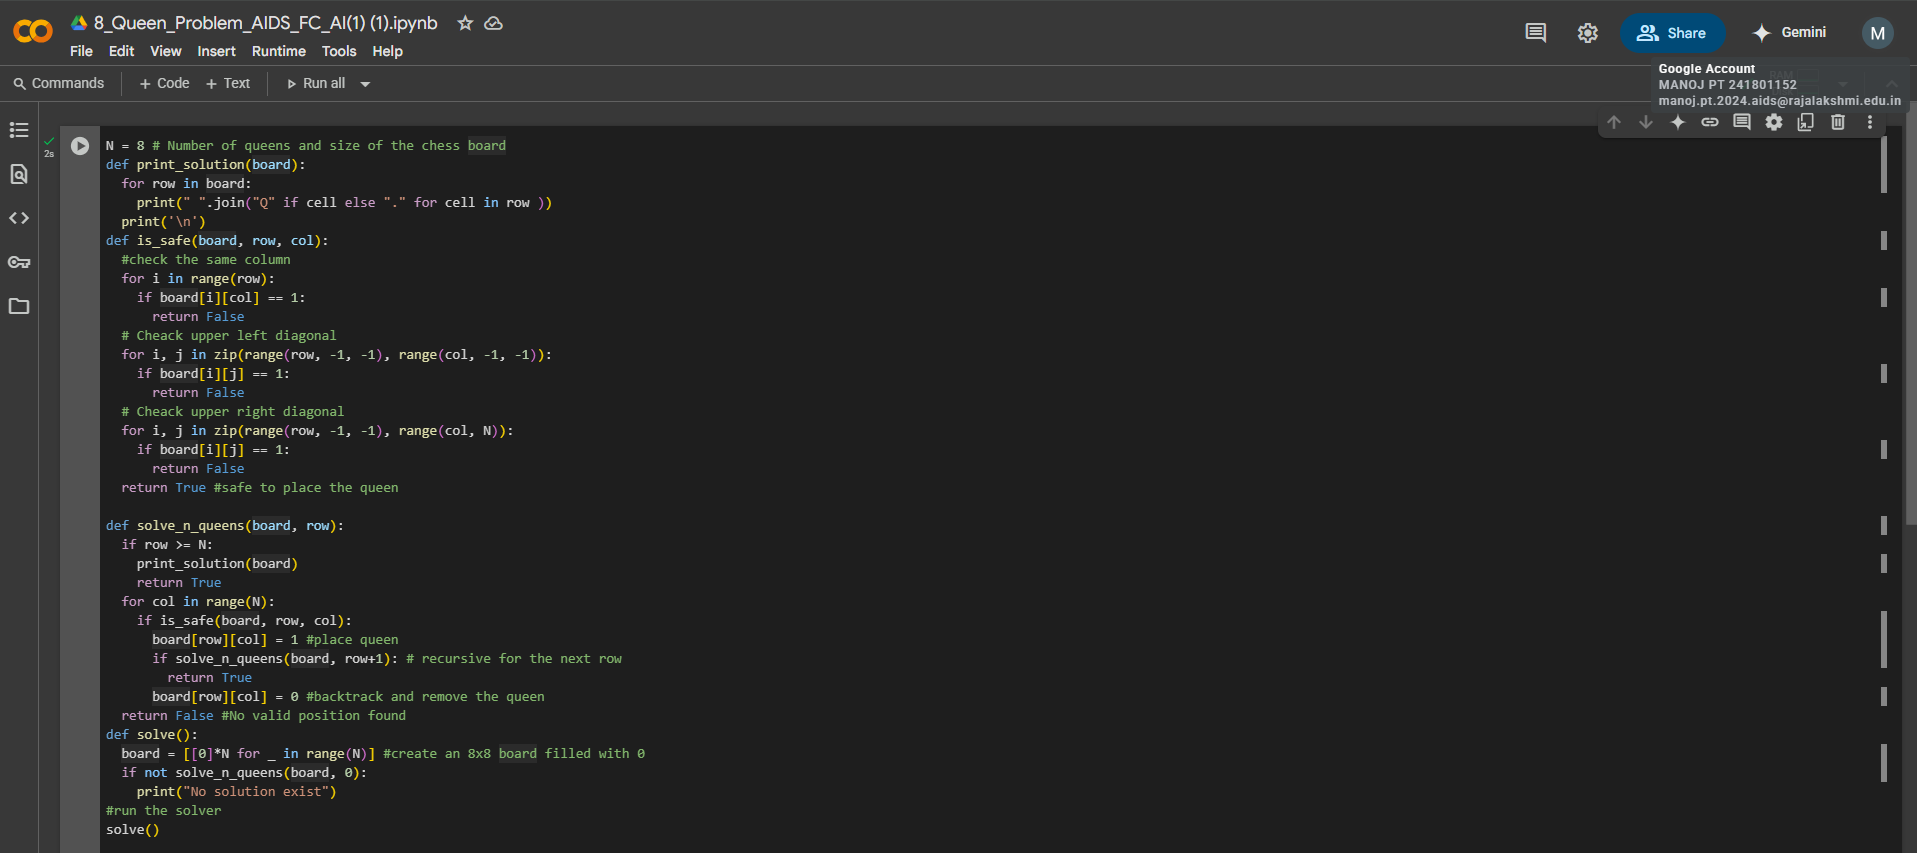 8_Queen_Problem_AIDS_FC_AI(1) (1).ipynb
File Edit View Insert Runtime Tools Help
Share
Gemini
M
Commands + Code + Text Run all
Google Account
MANOJ PT 241801152
manoj.pt.2024.aids@rajalakshmi.edu.in
2s
N = 8 # Number of queens and size of the chess board
def print_solution(board):
  for row in board:
    print(" ".join("Q" if cell else "." for cell in row ))
  print('\n')
def is_safe(board, row, col):
  #check the same column
  for i in range(row):
    if board[i][col] == 1:
      return False
  # Cheack upper left diagonal
  for i, j in zip(range(row, -1, -1), range(col, -1, -1)):
    if board[i][j] == 1:
      return False
  # Cheack upper right diagonal
  for i, j in zip(range(row, -1, -1), range(col, N)):
    if board[i][j] == 1:
      return False
  return True #safe to place the queen
def solve_n_queens(board, row):
  if row >= N:
    print_solution(board)
    return True
  for col in range(N):
    if is_safe(board, row, col):
      board[row][col] = 1 #place queen
      if solve_n_queens(board, row+1): # recursive for the next row
        return True
      board[row][col] = 0 #backtrack and remove the queen
  return False #No valid position found
def solve():
  board = [[0]*N for _ in range(N)] #create an 8x8 board filled with 0
  if not solve_n_queens(board, 0):
    print("No solution exist")
#run the solver
solve()